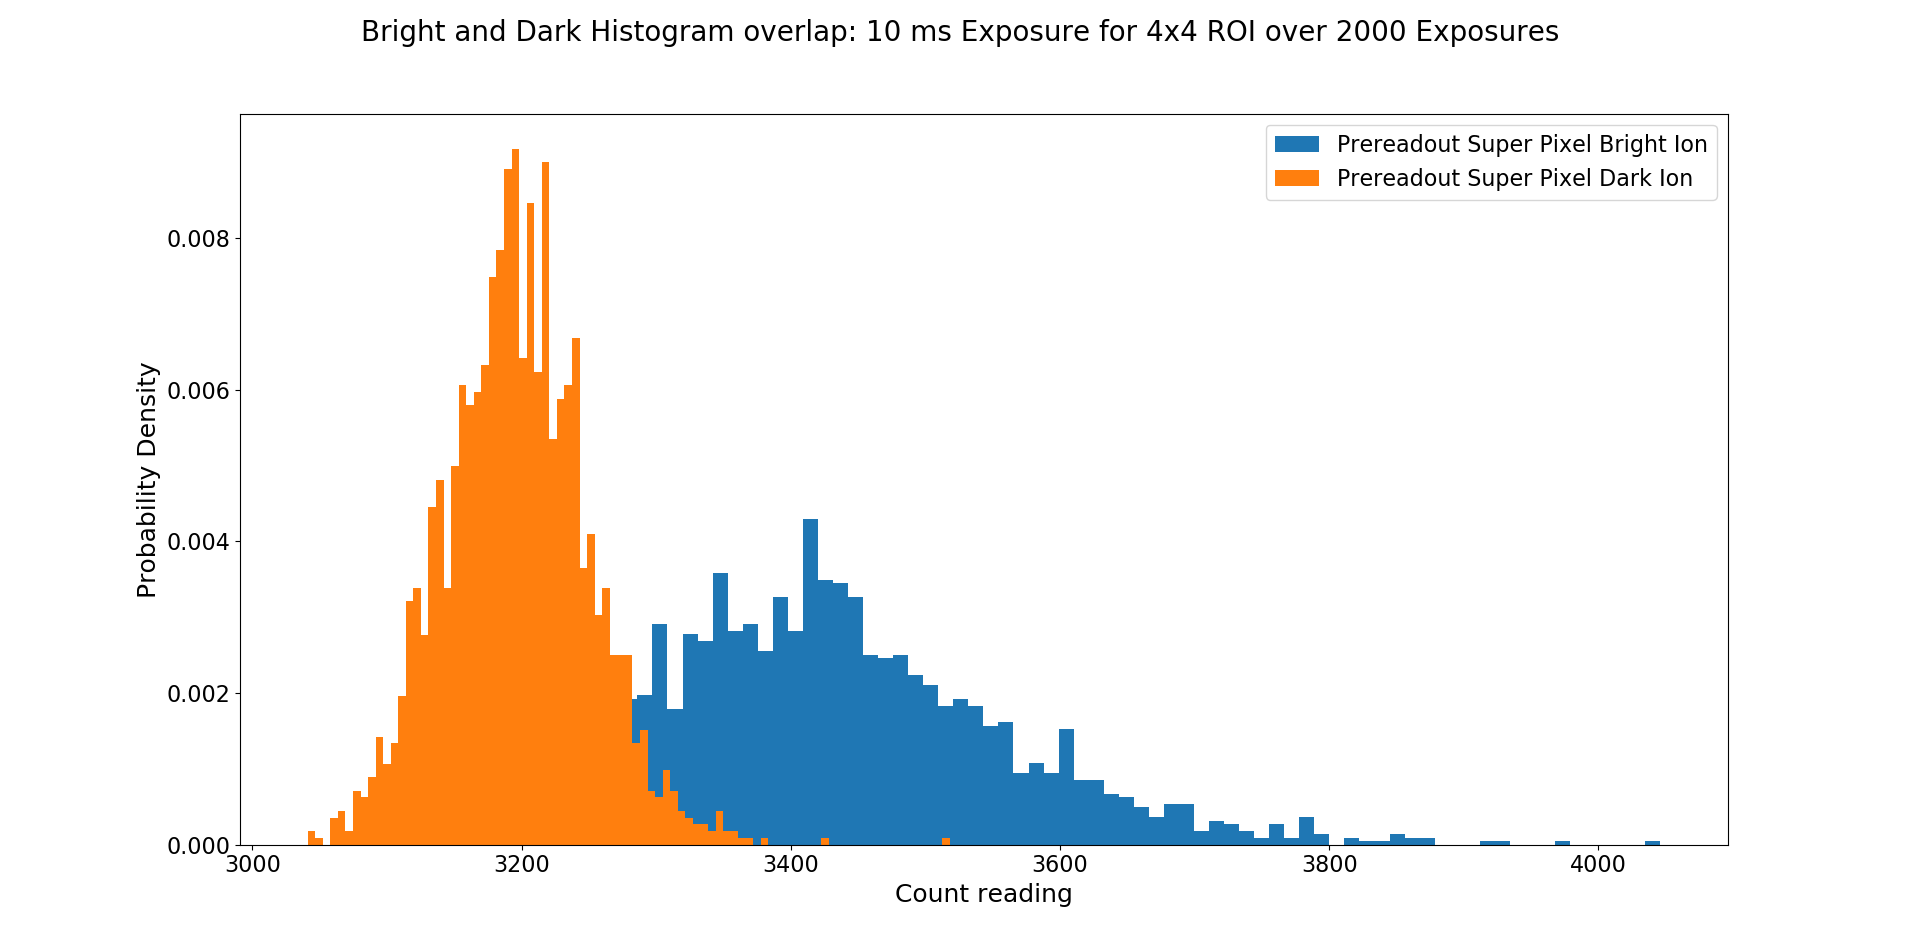 Bright and Dark Histogram overlap: 10 ms Exposure for 4x4 ROI over 2000 Exposures
Prereadout Super Pixel Bright Ion
Prereadout Super Pixel Dark Ion
Probability Density
0.008
0.006
0.004
0.002
0.000
3000 3200 3400 3600 3800 4000
Count reading